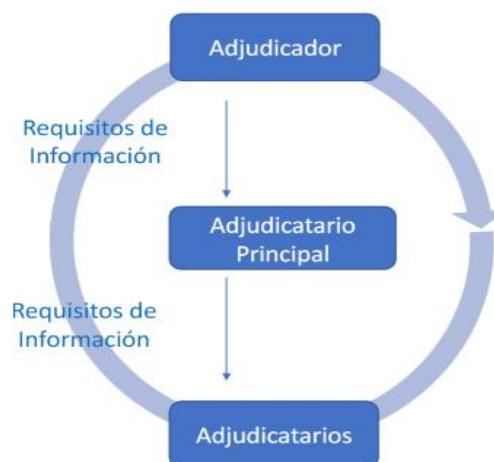 Adjudicador
Requisitos de
Información
Adjudicatario
Principal
Requisitos de
Información
Adjudicatarios